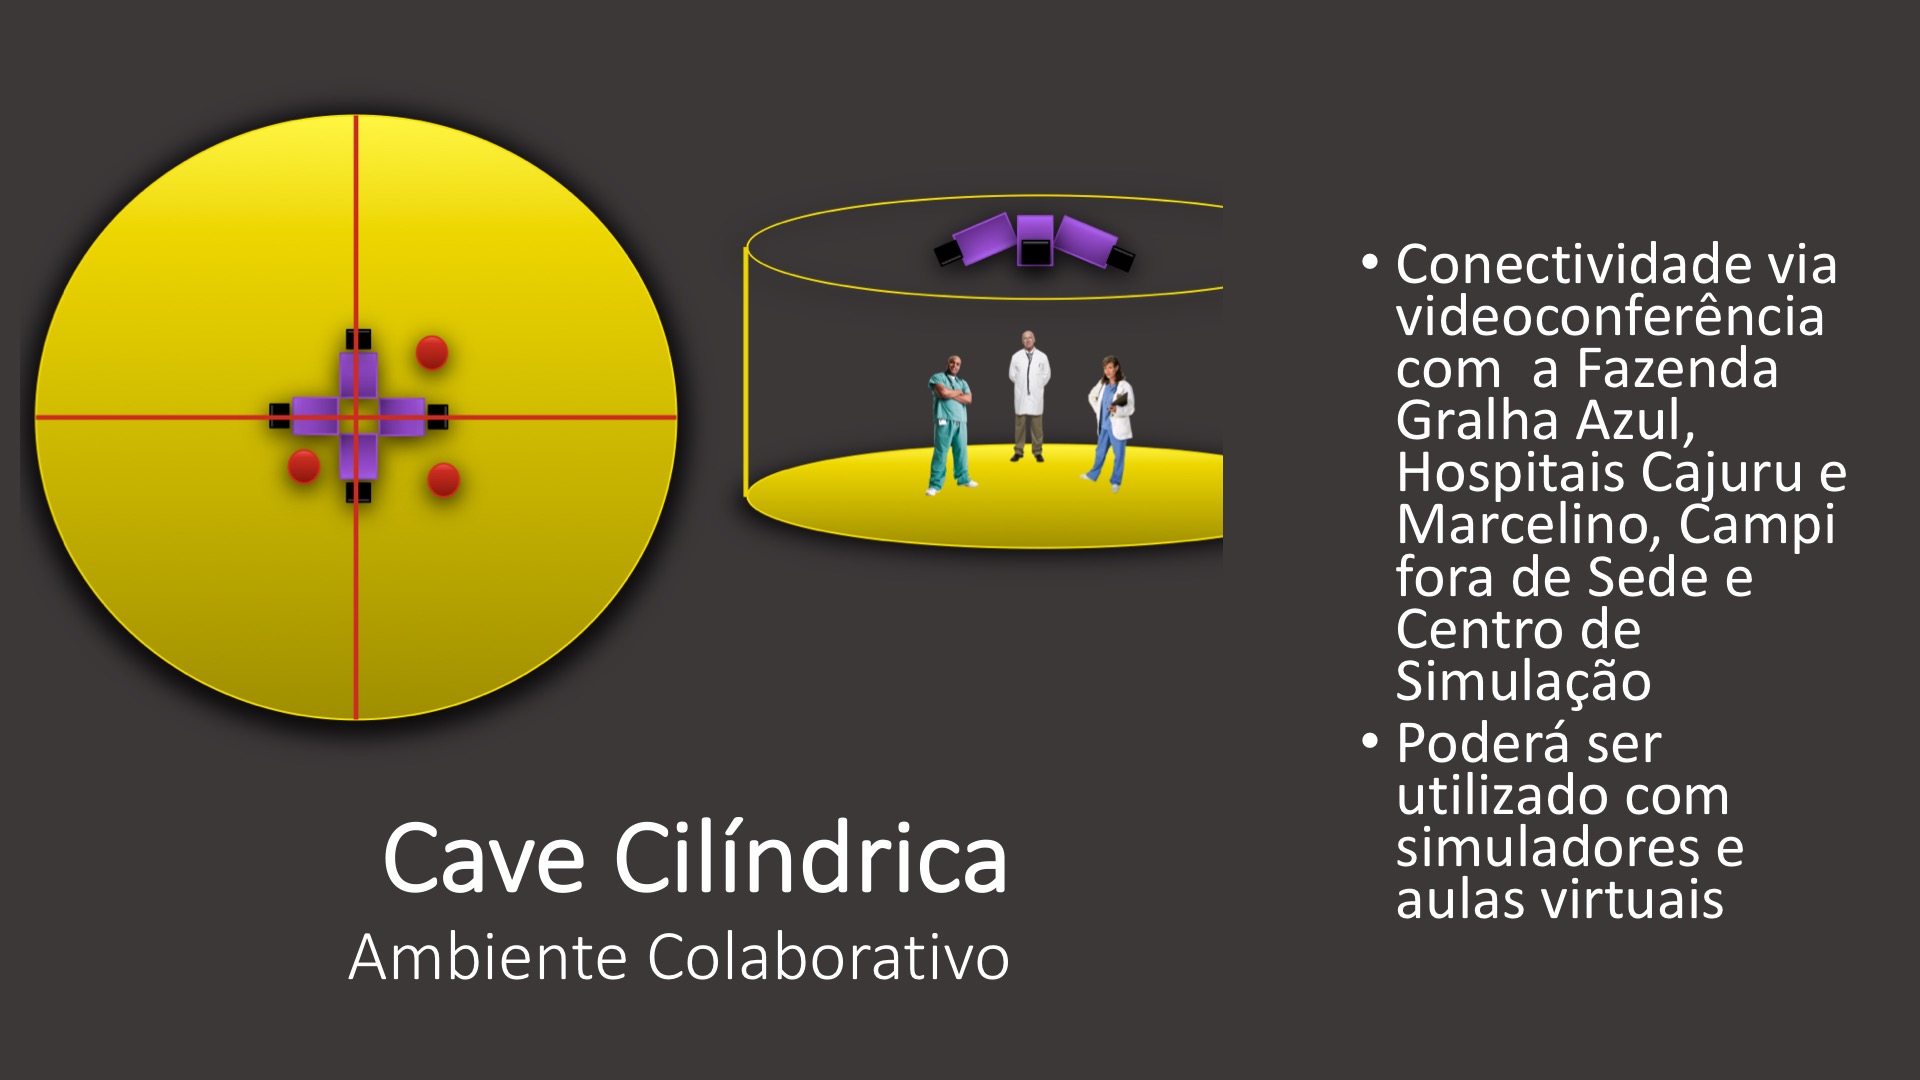 • Conectividade via
videoconferência
com  a Fazenda
Gralha Azul,
Hospitais Cajuru e
Marcelino, Campi
fora de Sede e
Centro de
Simulação
• Poderá ser
utilizado com
simuladores e
aulas virtuais
Cave Cilíndrica
Ambiente Colaborativo